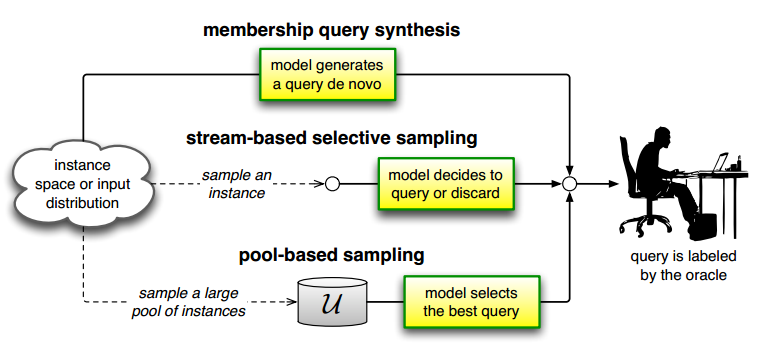 membership query synthesis
model generates
a query de novo
stream-based selective sampling
instance
space or input
distribution
sample an
instance
model decides to
query or discard
pool-based sampling
sample a large
pool of instances
U
model selects
the best query
query is labeled
by the oracle